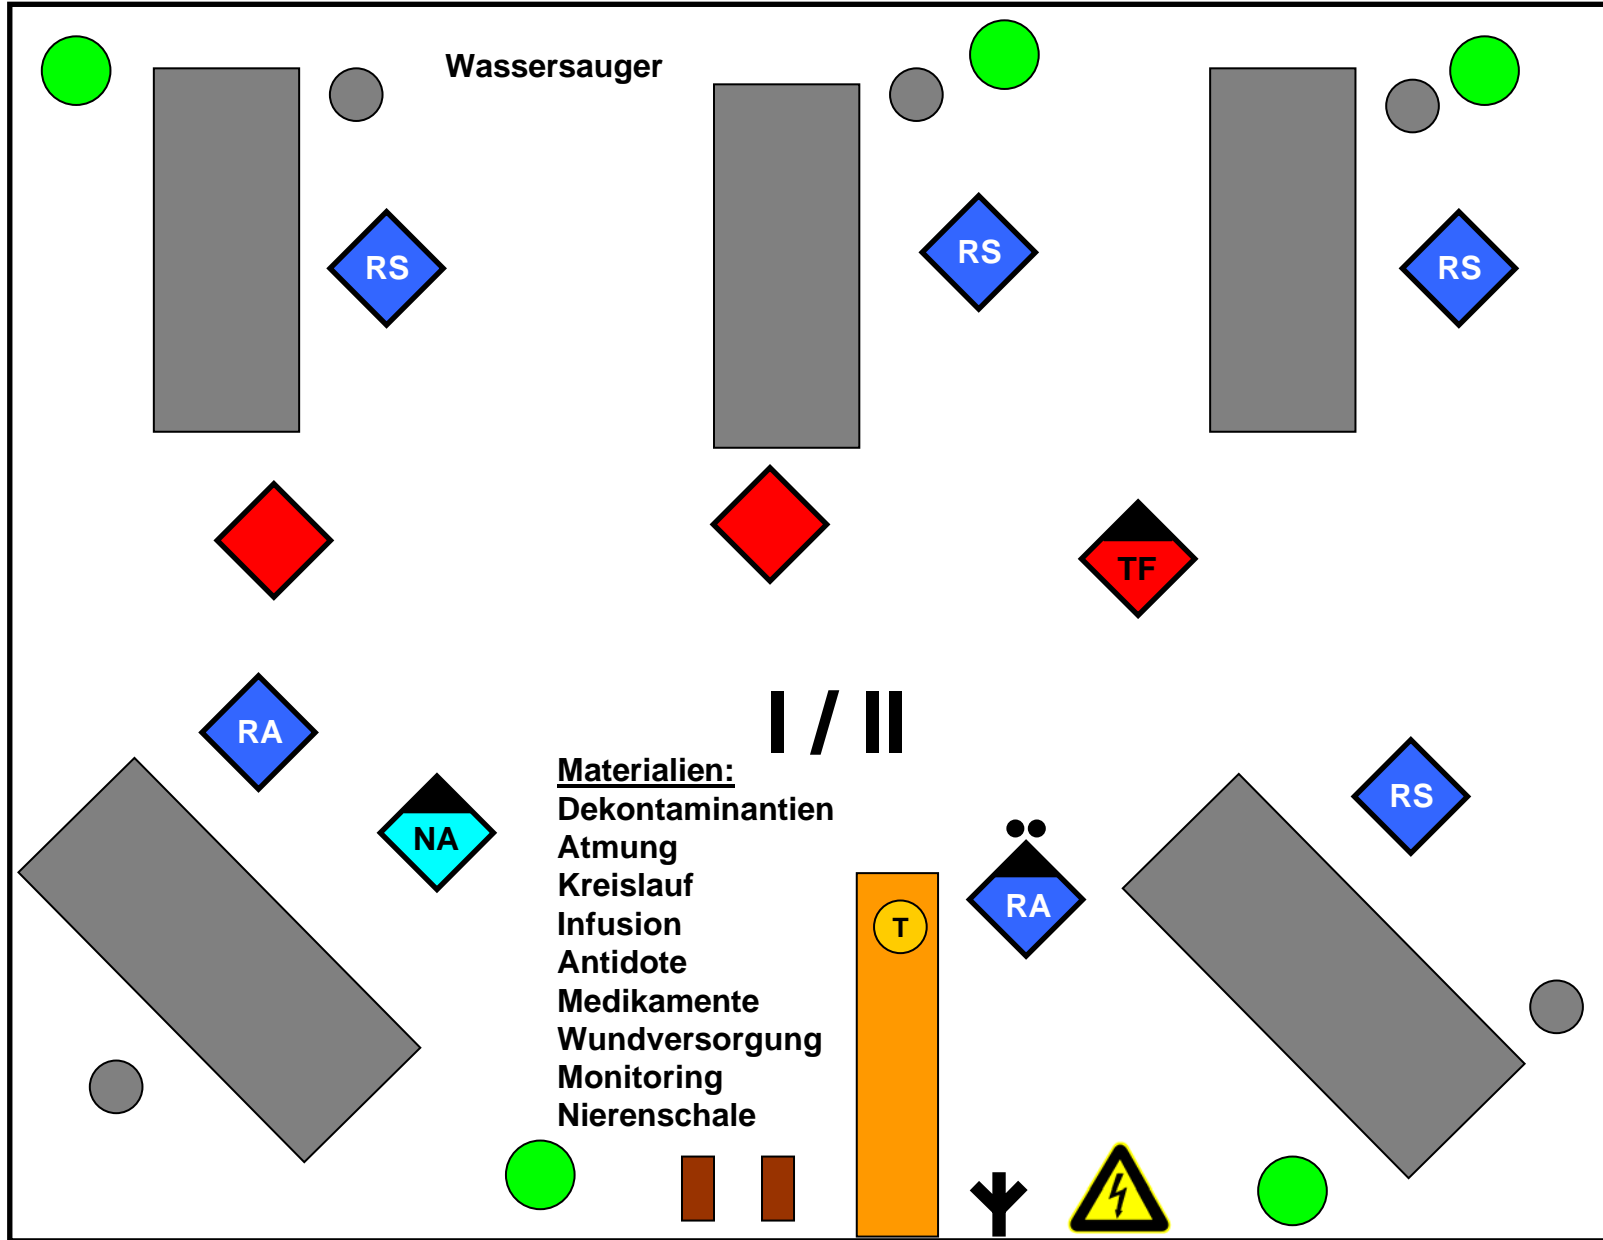 Wassersauger
RS
RS
RS
TF
RA
I / II
RS
NA
Materialien:
Dekontaminantien
Atmung
Kreislauf
Infusion
Antidote
Medikamente
Wundversorgung
Monitoring
Nierenschale
RA
T